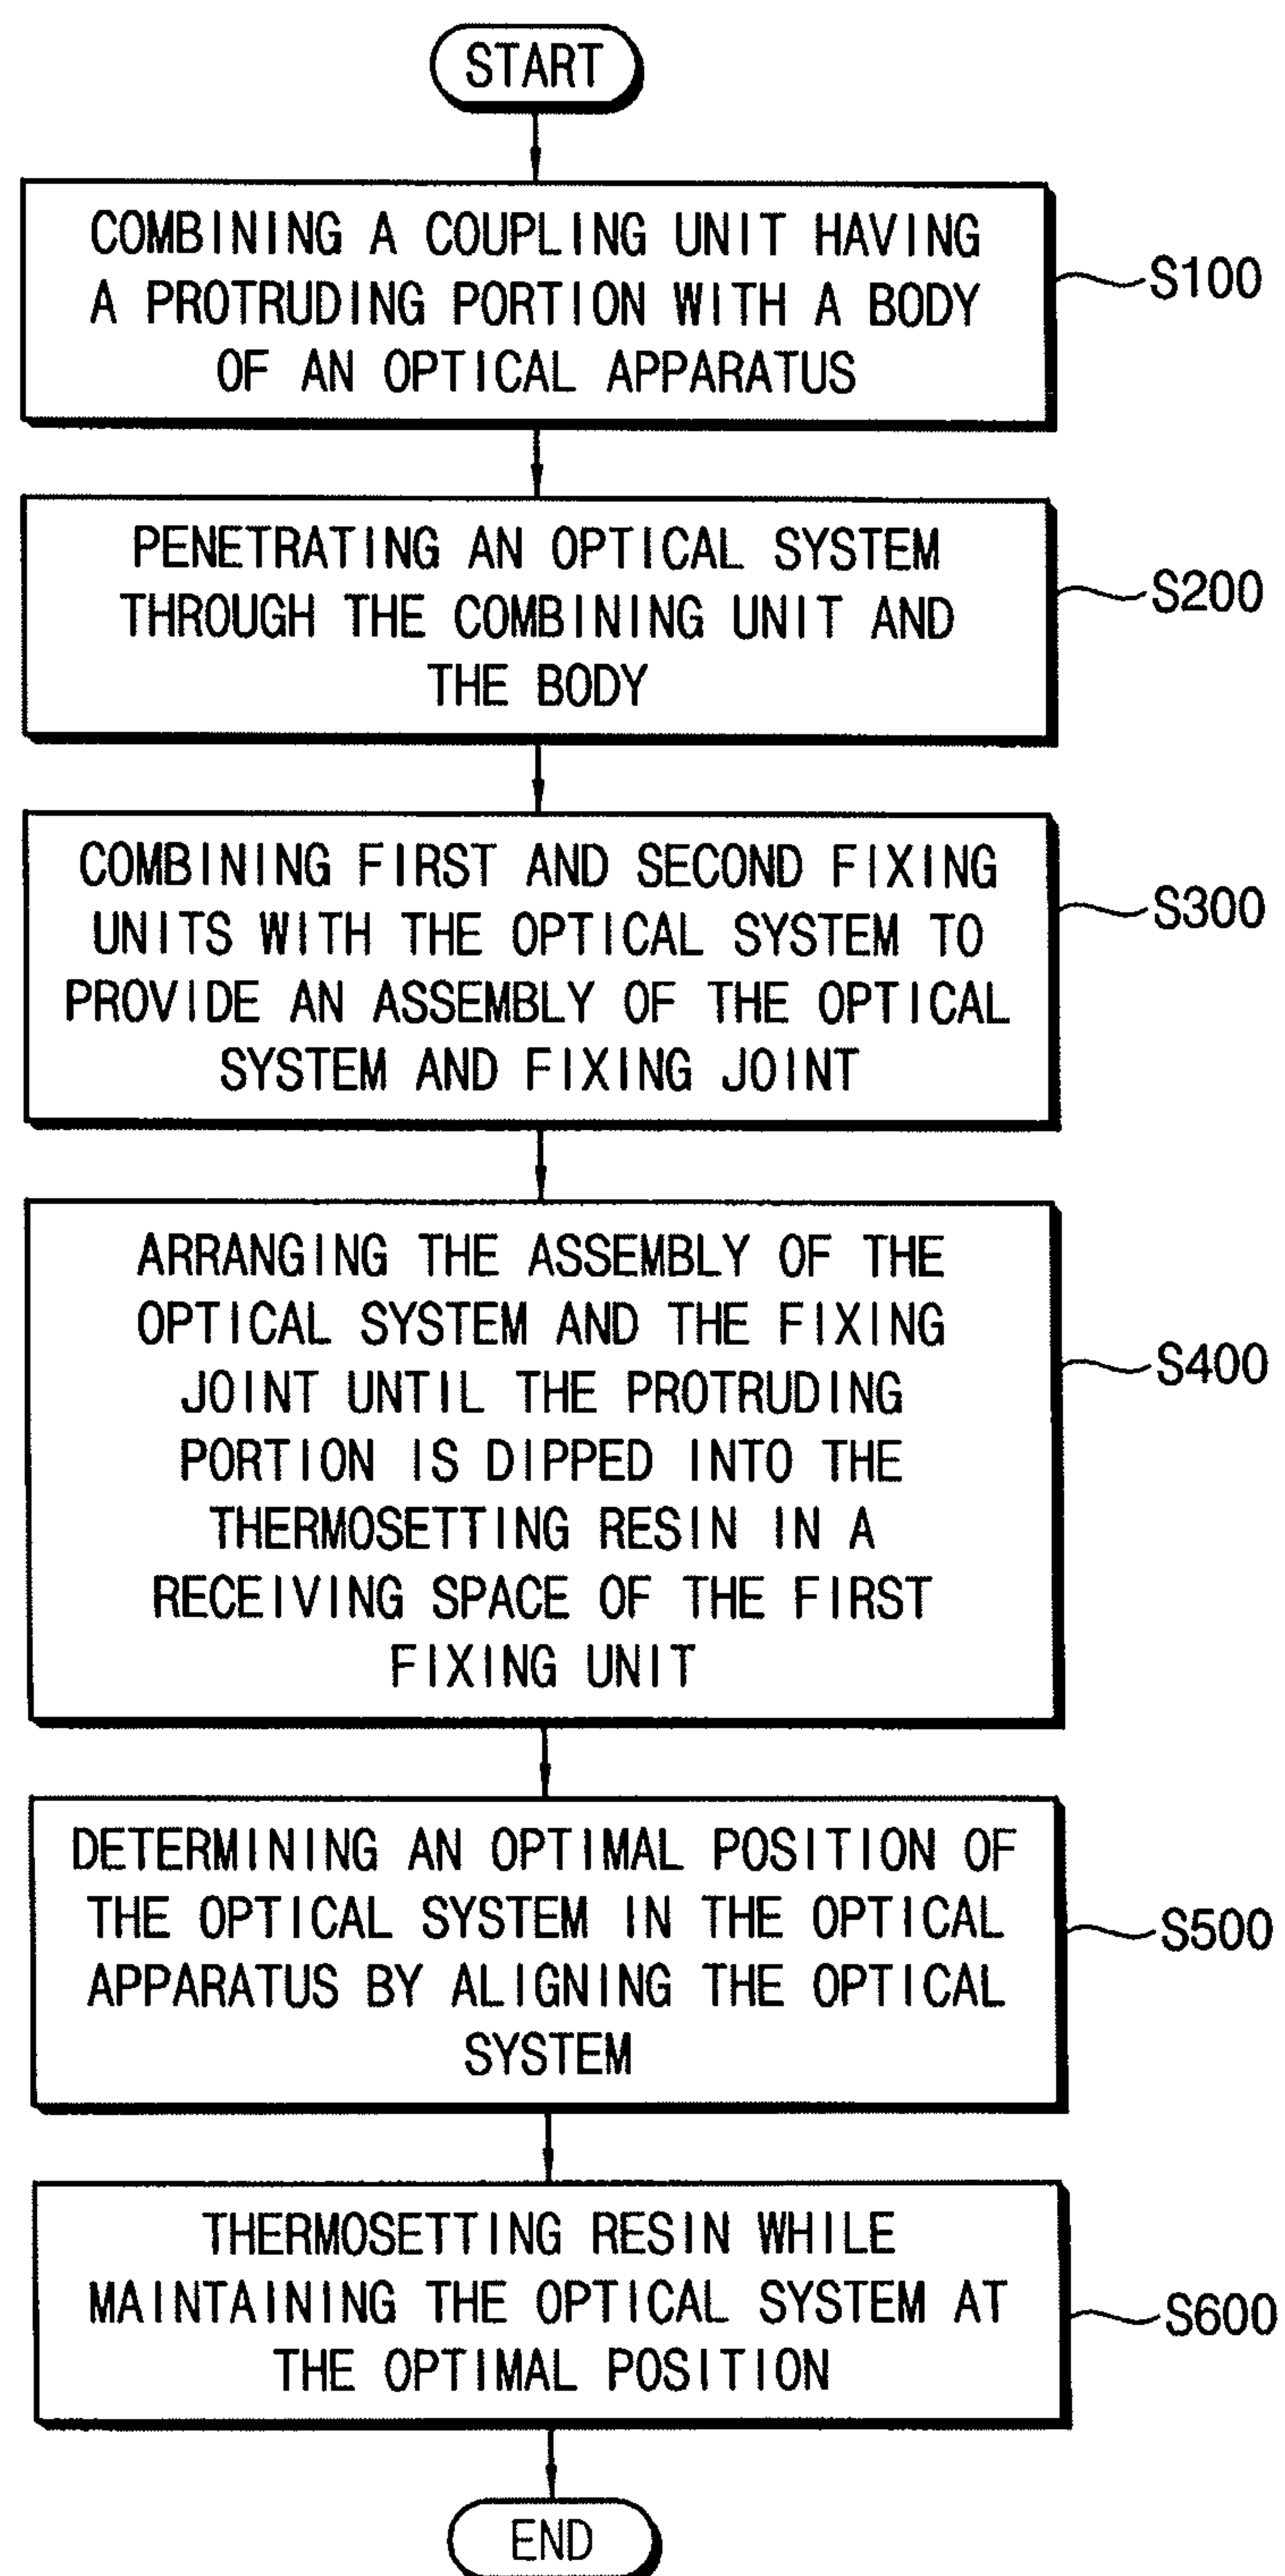 START
COMBINING A COUPLING UNIT HAVING
A PROTRUDING PORTION WITH A BODY
OF AN OPTICAL APPARATUS
S100
PENETRATING AN OPTICAL SYSTEM
THROUGH THE COMBINING UNIT AND
THE BODY
S200
COMBINING FIRST AND SECOND FIXING
UNITS WITH THE OPTICAL SYSTEM TO
PROVIDE AN ASSEMBLY OF THE OPTICAL
SYSTEM AND FIXING JOINT
S300
ARRANGING THE ASSEMBLY OF THE
OPTICAL SYSTEM AND THE FIXING
JOINT UNTIL THE PROTRUDING
PORTION IS DIPPED INTO THE
THERMOSETTING RESIN IN A
RECEIVING SPACE OF THE FIRST
FIXING UNIT
S400
DETERMINING AN OPTIMAL POSITION OF
THE OPTICAL SYSTEM IN THE OPTICAL
APPARATUS BY ALIGNING THE OPTICAL
SYSTEM
S500
THERMOSETTING RESIN WHILE
MAINTAINING THE OPTICAL SYSTEM AT
THE OPTIMAL POSITION
S600
END